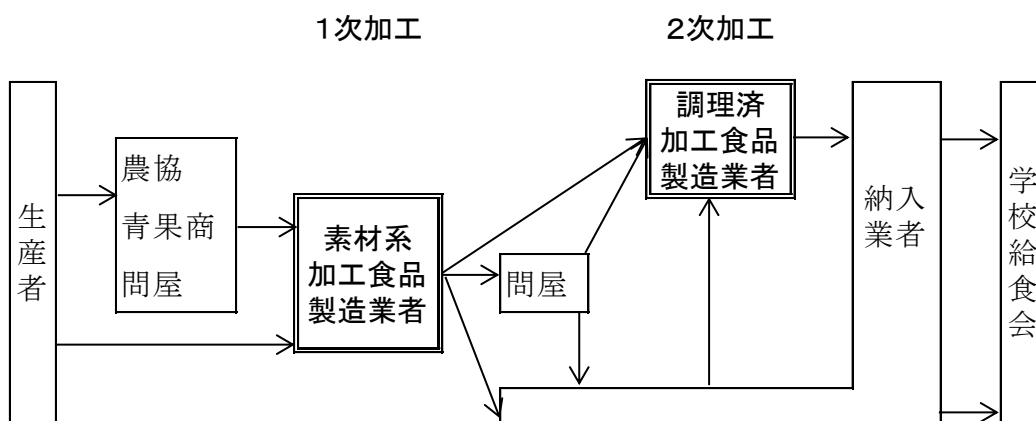 1次加工
2次加工
生産者
農協
青果商
問屋
素材系
加工食品
製造業者
問屋
調理済
加工食品
製造業者
納入
業者
学校給食会